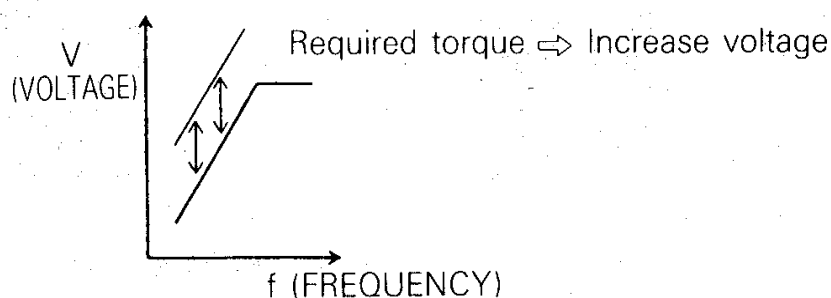 Required torque ⇨ Increase voltage
V
(VOLTAGE)
f (FREQUENCY)